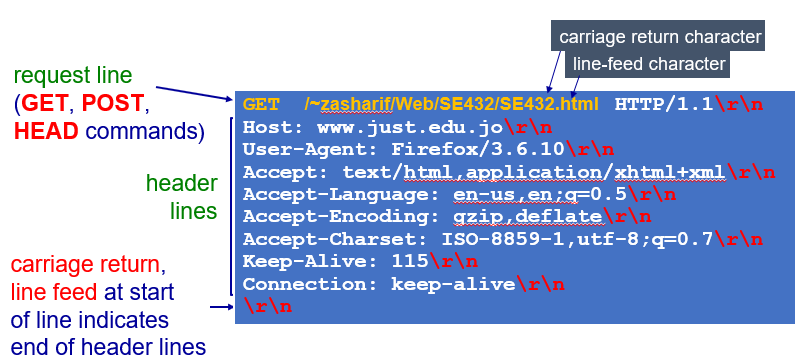 carriage return character
line-feed character
request line
(GET, POST,
HEAD commands)
GET /~zasharif/Web/SE432/SE432.html HTTP/1.1\r\n
Host: www.just.edu.jo\r\n
User-Agent: Firefox/3.6.10\r\n
Accept: text/html,application/xhtml+xml\r\n
Accept-Language: en-us,en;q=0.5\r\n
Accept-Encoding: gzip,deflate\r\n
Accept-Charset: ISO-8859-1,utf-8;q=0.7\r\n
Keep-Alive: 115\r\n
Connection: keep-alive\r\n
\r\n
header
lines
carriage return,
line feed at start
of line indicates
end of header lines